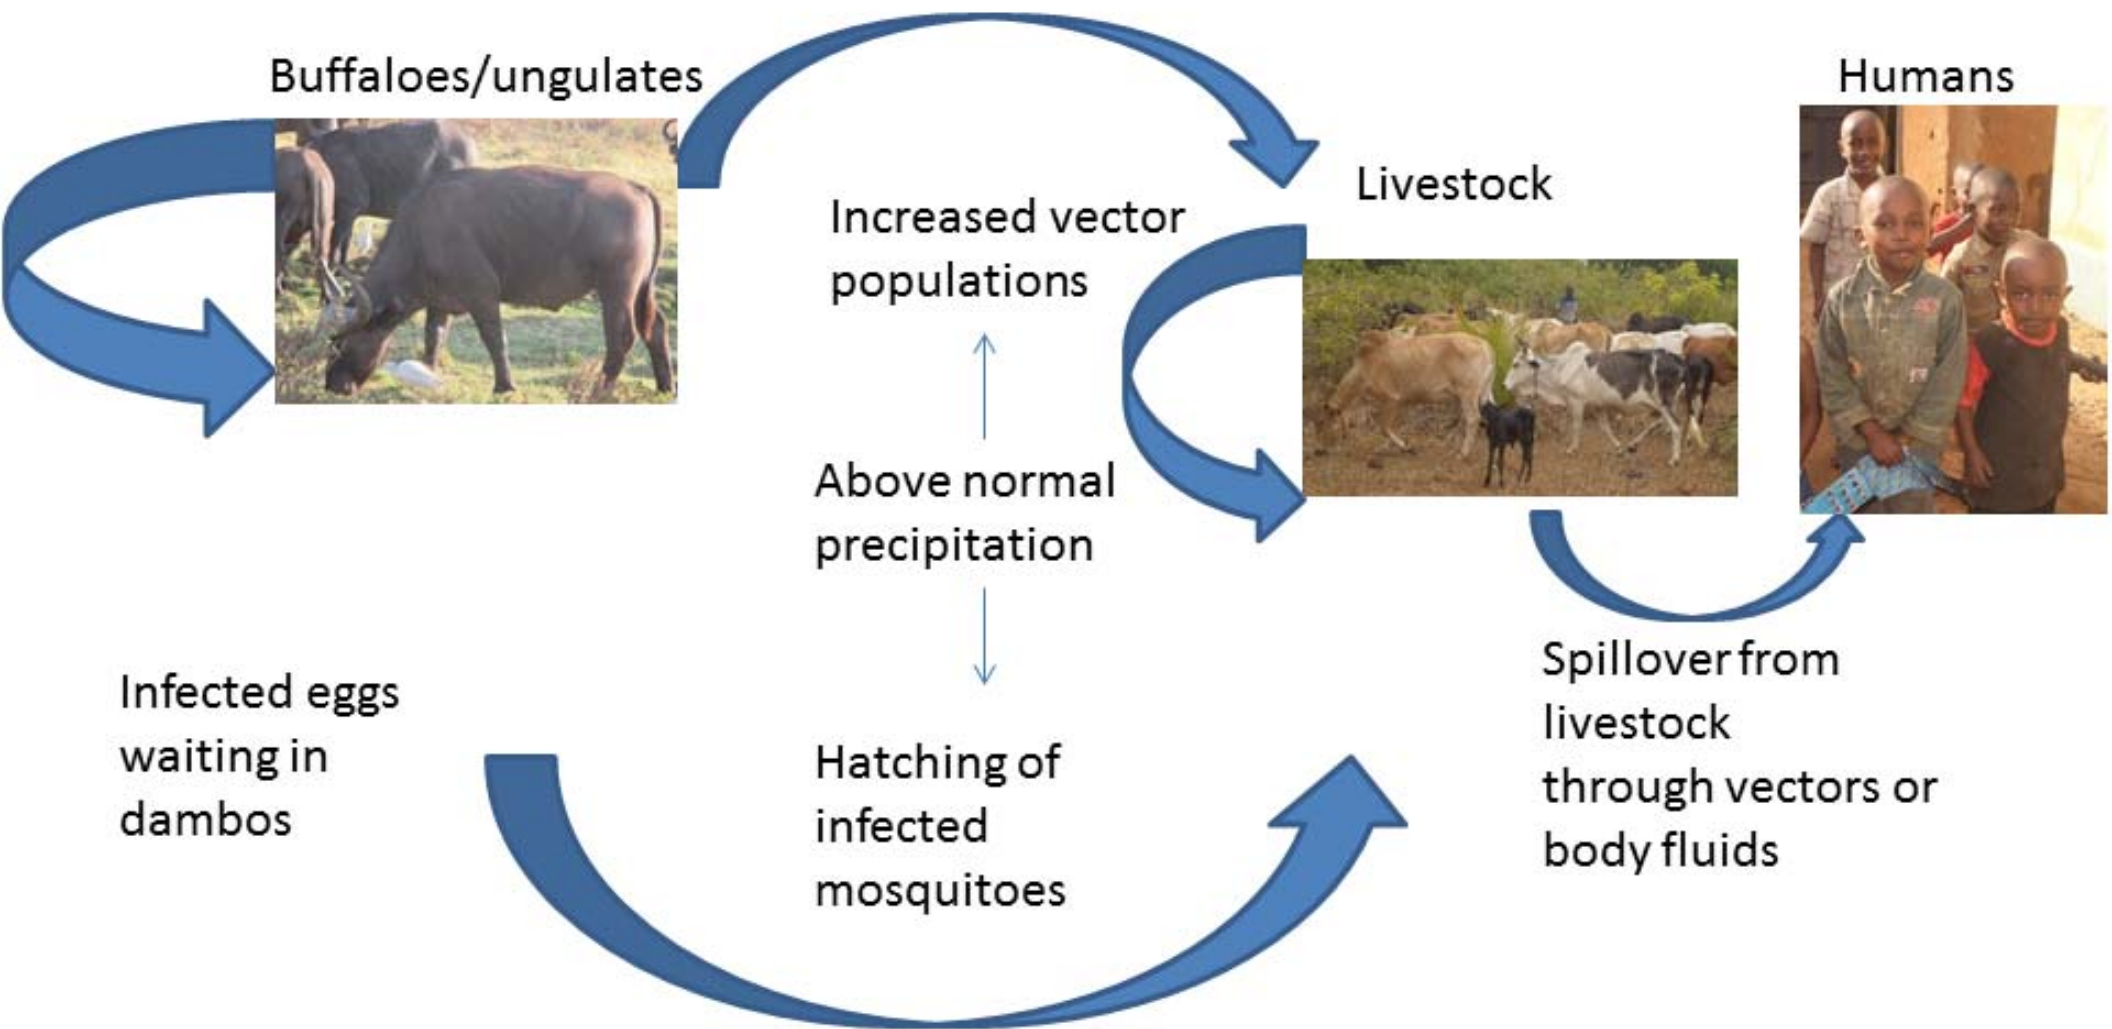 Buffaloes/ungulates
Humans
Livestock
Increased vector
populations
Above normal
precipitation
Infected eggs
waiting in
dambos
Hatching of
infected
mosquitoes
Spillover from
livestock
through vectors or
body fluids